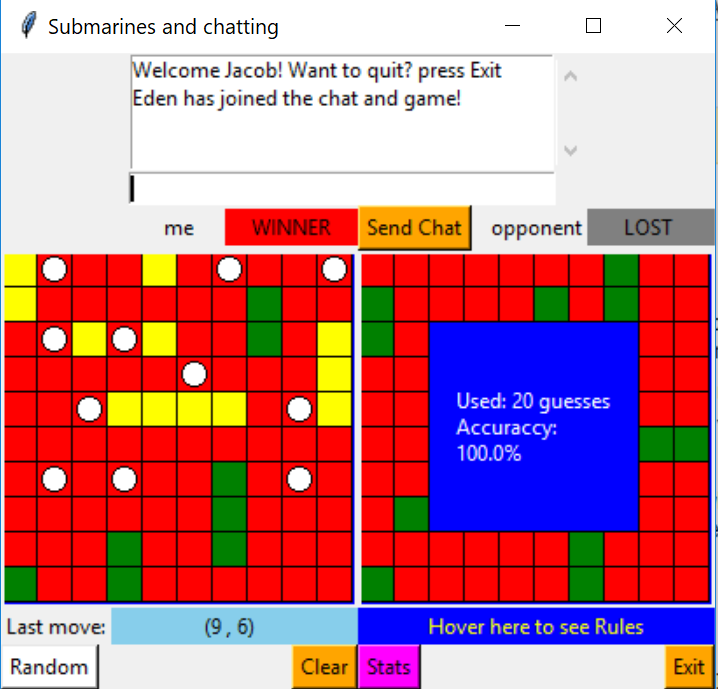 Submarines and chatting
Welcome Jacob! Want to quit? press Exit
Eden has joined the chat and game!
me
WINNER
Send Chat
opponent
LOST
Used: 20 guesses
Accuraccy:
100.0%
Last move:
(9 , 6)
Hover here to see Rules
Random
Clear
Stats
Exit